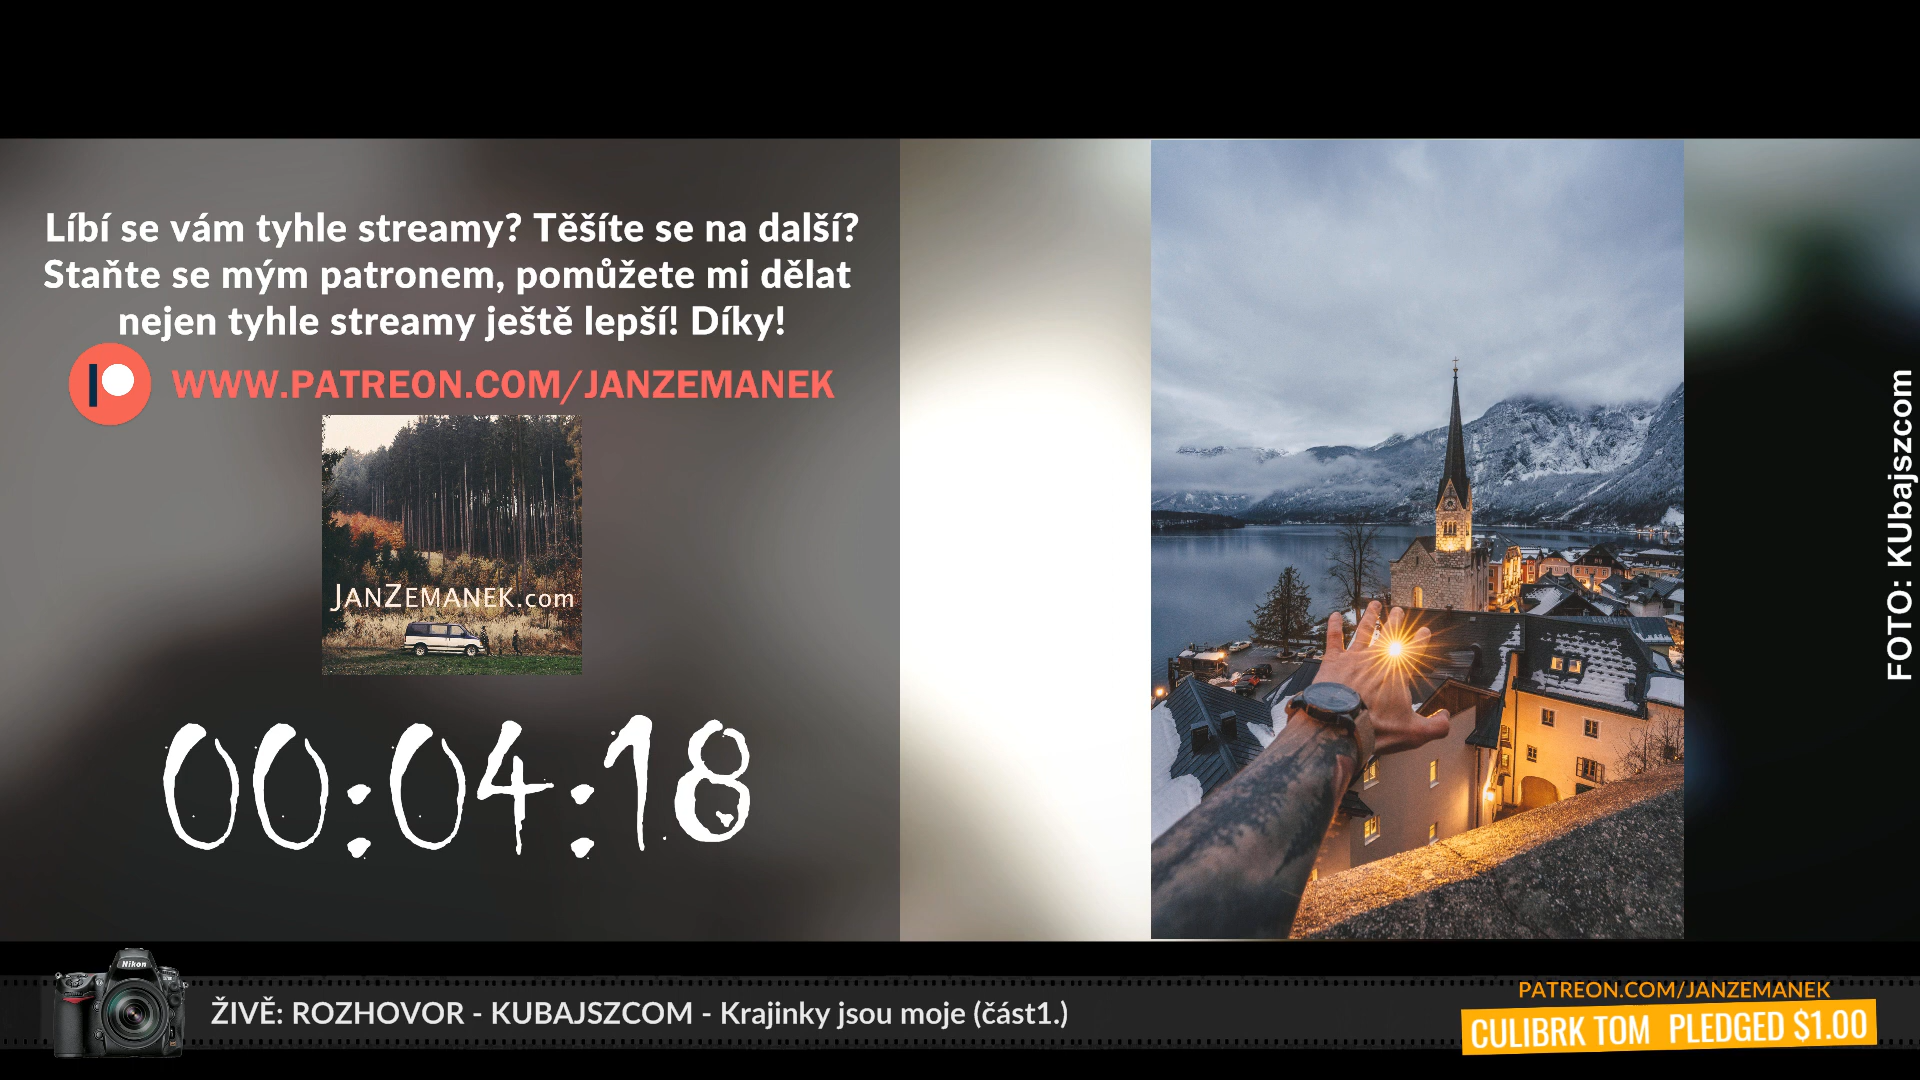 Líbí se vám tyhle streamy? Těšíte se na další?
Staňte se mým patronem, pomůžete mi dělat
nejen tyhle streamy ještě lepší! Díky!
WWW.PATREON.COM/JANZEMANEK
JANZEMANEK.com
00:04:18
FOTO: KUbajszcom
Nikon
ŽIVĚ: ROZHOVOR - KUBAJSZCOM - Krajinky jsou moje (část1.)
PATREON.COM/JANZEMANEK
CULIBRK TOM PLEDGED $1.00